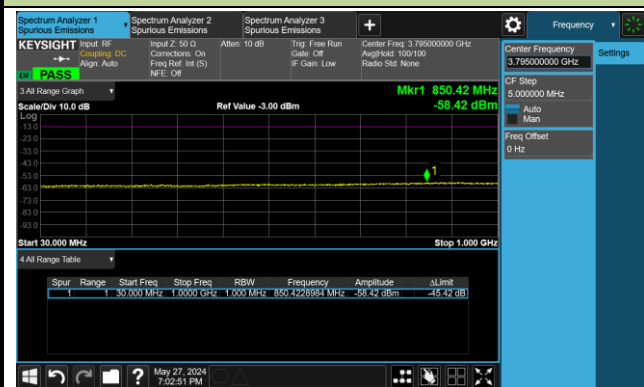 Spectrum Analyzer 1
Spurious Emissions
Spectrum Analyzer 2
Spurious Emissions
Spectrum Analyzer 3
Spurious Emissions
+
Frequency
KEYSIGHT
Input: RF
Coupling: DC
Align: Auto
Input Z: 50 Ω
Corrections: On
Freq Ref: Int (S)
NFE: Off
Atten: 10 dB
Trig: Free Run
Gate: Off
IF Gain: Low
Center Freq: 3.795000000 GHz
Avg|Hold: 100/100
Radio Std: None
LXI PASS
Center Frequency
3.795000000 GHz
Settings
CF Step
5.000000 MHz
Auto
Man
Freq Offset
0 Hz
3 All Range Graph
Mkr1 850.42 MHz
Scale/Div 10.0 dB
Ref Value -3.00 dBm
-58.42 dBm
Log
-13.0
-23.0
-33.0
-43.0
-53.0
-63.0
-73.0
-83.0
-93.0
1
Start 30.000 MHz
Stop 1.000 GHz
4 All Range Table
Spur Range Start Freq Stop Freq RBW Frequency Amplitude ΔLimit
1 1 30.000 MHz 1.0000 GHz 1.000 MHz 850.4228984 MHz -58.42 dBm -45.42 dB
?
May 27, 2024
7:02:51 PM